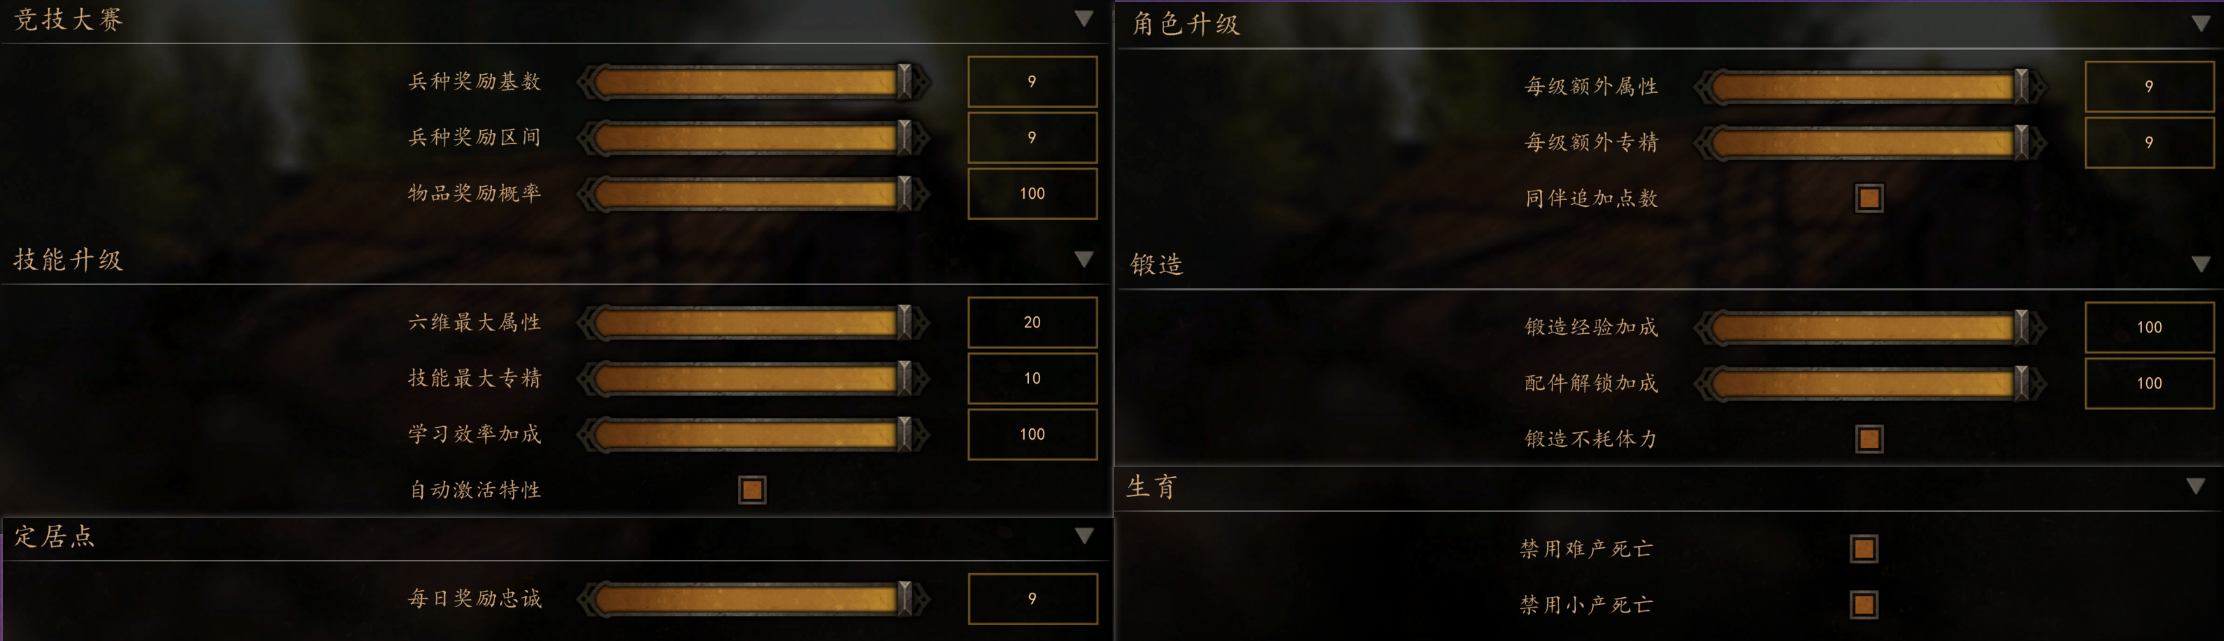 竞技大赛
兵种奖励基数 9
兵种奖励区间 9
物品奖励概率 100
技能升级
六维最大属性 20
技能最大专精 10
学习效率加成 100
自动激活特性
定居点
每日奖励忠诚 9
角色升级
每级额外属性 9
每级额外专精 9
同伴追加点数
锻造
锻造经验加成 100
配件解锁加成 100
锻造不耗体力
生育
禁用难产死亡
禁用小产死亡